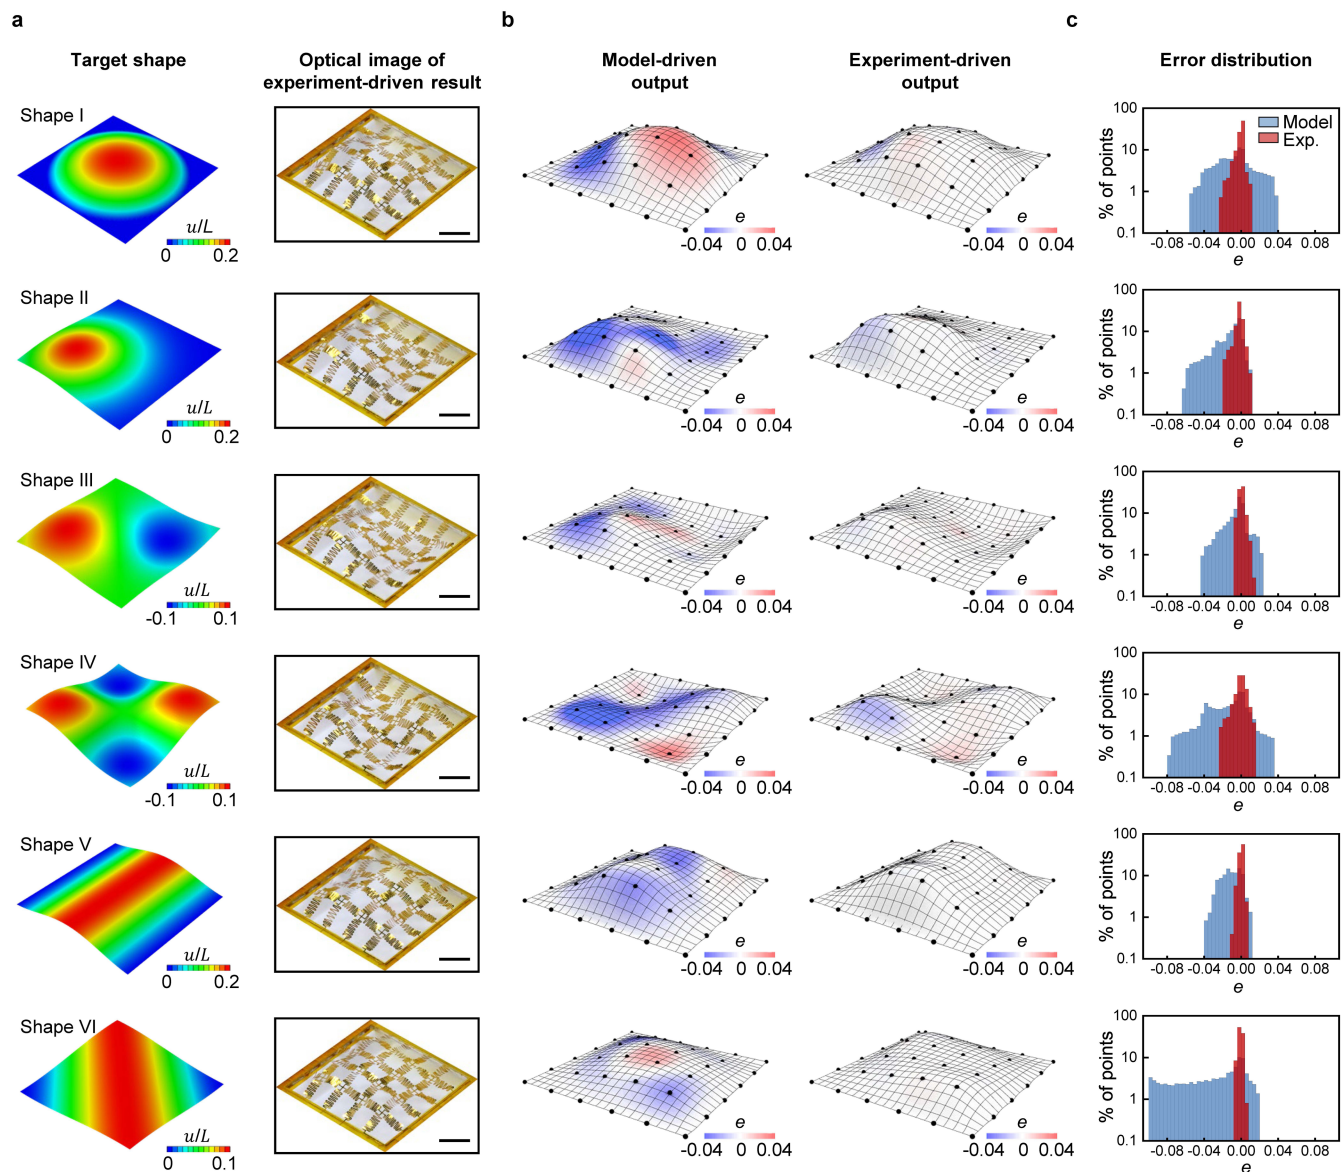 a
b
c
Target shape
Optical image of
experiment-driven result
Model-driven
output
Experiment-driven
output
Error distribution
Shape I
u/L
0 0.2
e
-0.04 0 0.04
e
-0.04 0 0.04
% of points
100
10
1
0.1
Model
Exp.
-0.08 -0.04 0.00 0.04 0.08
e
Shape II
u/L
0 0.2
e
-0.04 0 0.04
e
-0.04 0 0.04
% of points
100
10
1
0.1
-0.08 -0.04 0.00 0.04 0.08
e
Shape III
u/L
-0.1 0.1
e
-0.04 0 0.04
e
-0.04 0 0.04
% of points
100
10
1
0.1
-0.08 -0.04 0.00 0.04 0.08
e
Shape IV
u/L
-0.1 0.1
e
-0.04 0 0.04
e
-0.04 0 0.04
% of points
100
10
1
0.1
-0.08 -0.04 0.00 0.04 0.08
e
Shape V
u/L
0 0.2
e
-0.04 0 0.04
e
-0.04 0 0.04
% of points
100
10
1
0.1
-0.08 -0.04 0.00 0.04 0.08
e
Shape VI
u/L
0 0.1
e
-0.04 0 0.04
e
-0.04 0 0.04
% of points
100
10
1
0.1
-0.08 -0.04 0.00 0.04 0.08
e